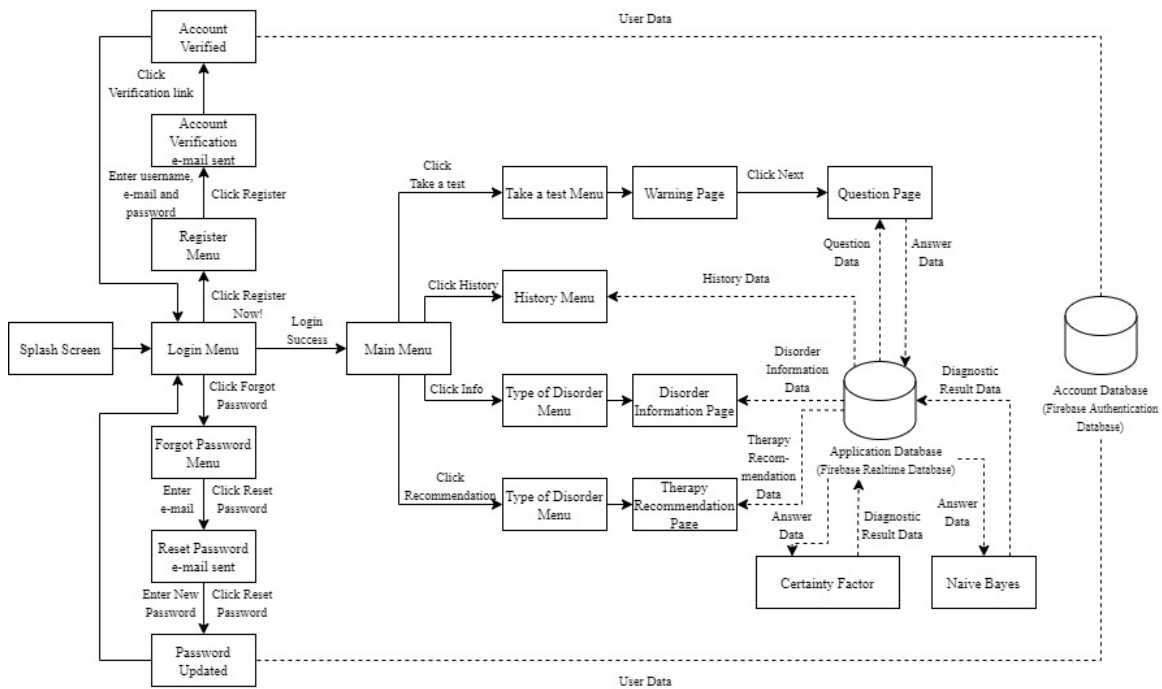 User Data
Account
Verified
Click
Verification link
Account
Verification
e-mail sent
Enter username,
e-mail and
password
Click Register
Register
Menu
Click Register
Now!
Splash Screen
Login Menu
Login
Success
Main Menu
Click Forgot
Password
Forgot Password
Menu
Enter
e-mail
Click Reset
Password
Reset Password
e-mail sent
Enter New
Password
Click Reset
Password
Password
Updated
Click
Take a test
Take a test Menu
Warning Page
Click Next
Question Page
Question
Data
Answer
Data
Click History
History Menu
History Data
Click Info
Type of Disorder
Menu
Disorder
Information Page
Disorder
Information
Data
Click
Recommendation
Type of Disorder
Menu
Therapy
Recommendation
Page
Therapy
Recom-
mendation
Data
Application Database
(Firebase Realtime Database)
Diagnostic
Result Data
Answer
Data
Diagnostic
Result Data
Answer
Data
Certainty Factor
Naive Bayes
Account Database
(Firebase Authentication
Database)
User Data